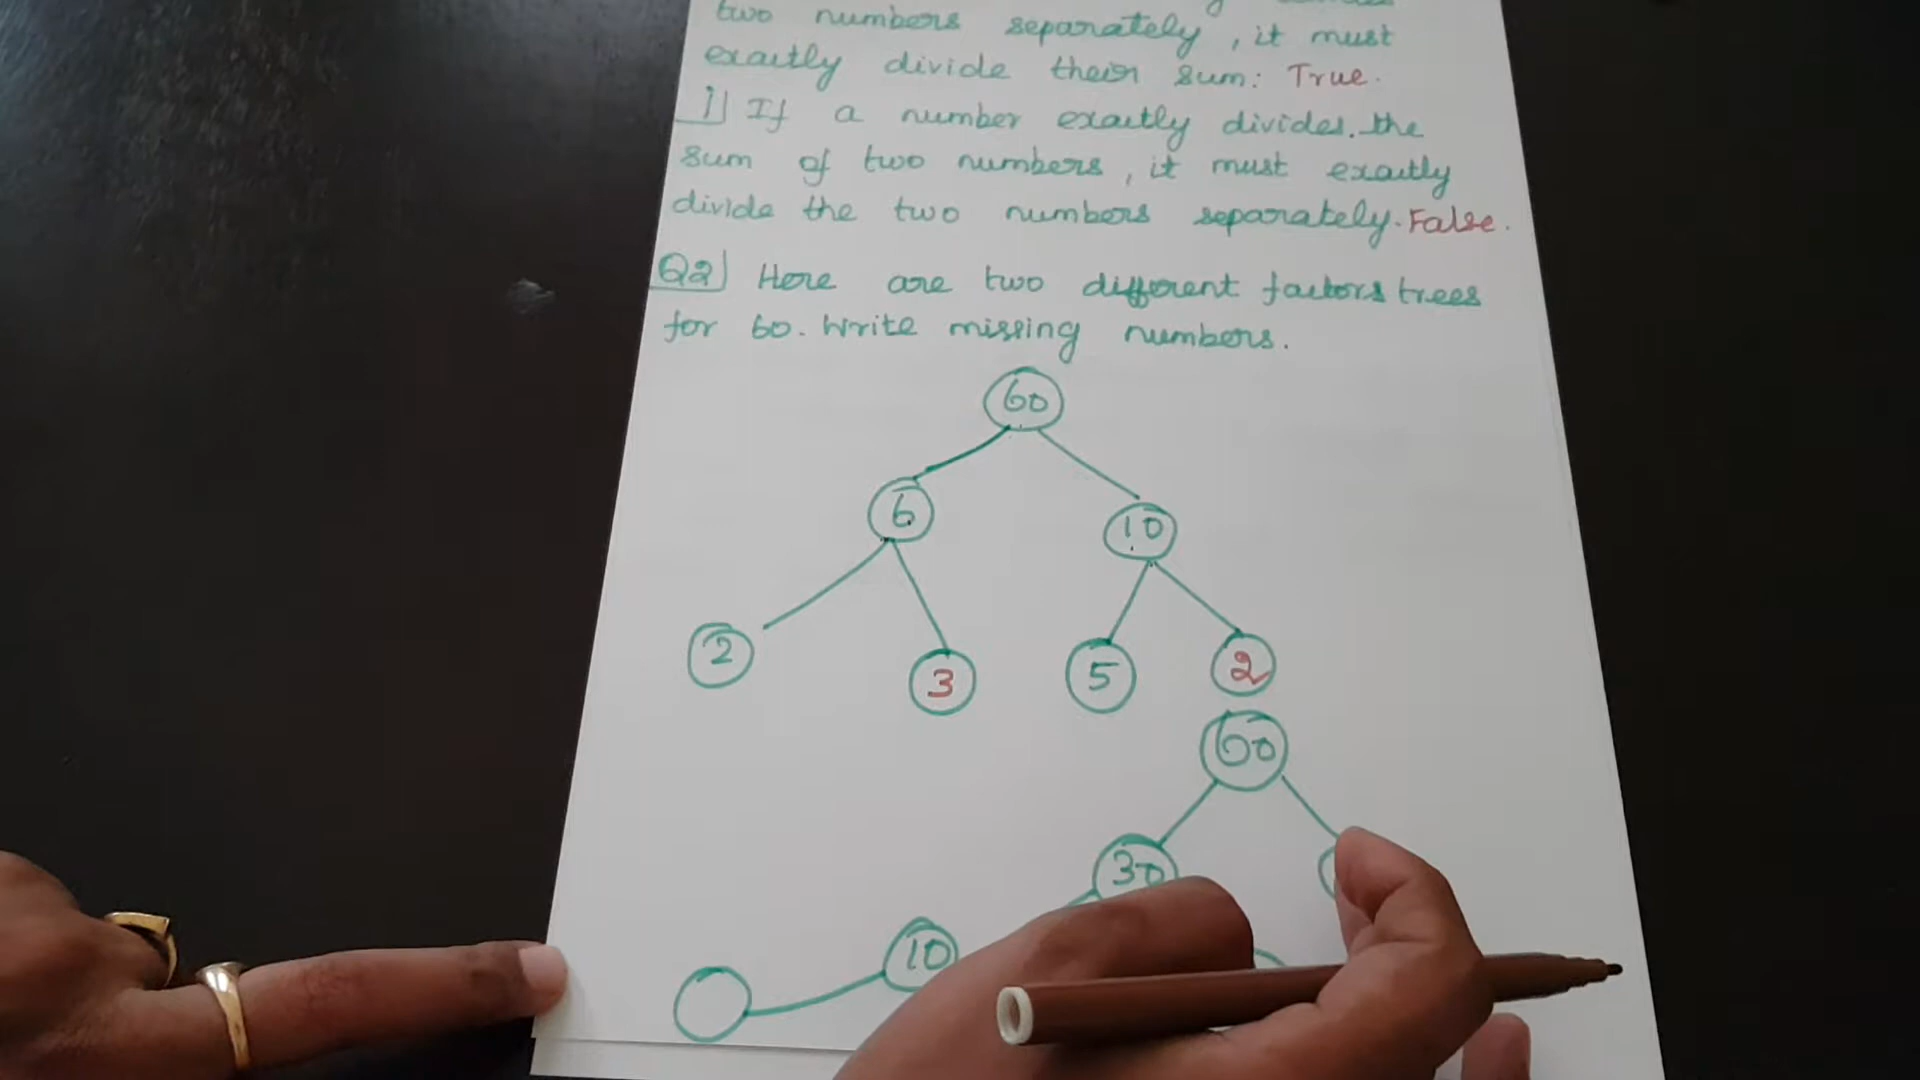 two numbers separately, it must
exactly divide their sum: True.
j] If a number exactly divides the
sum of two numbers, it must exactly
divide the two numbers separately. False.
Q2] Here are two different factors trees
for 60. Write missing numbers.
60
6 10
2 3 5 2
60
30
10